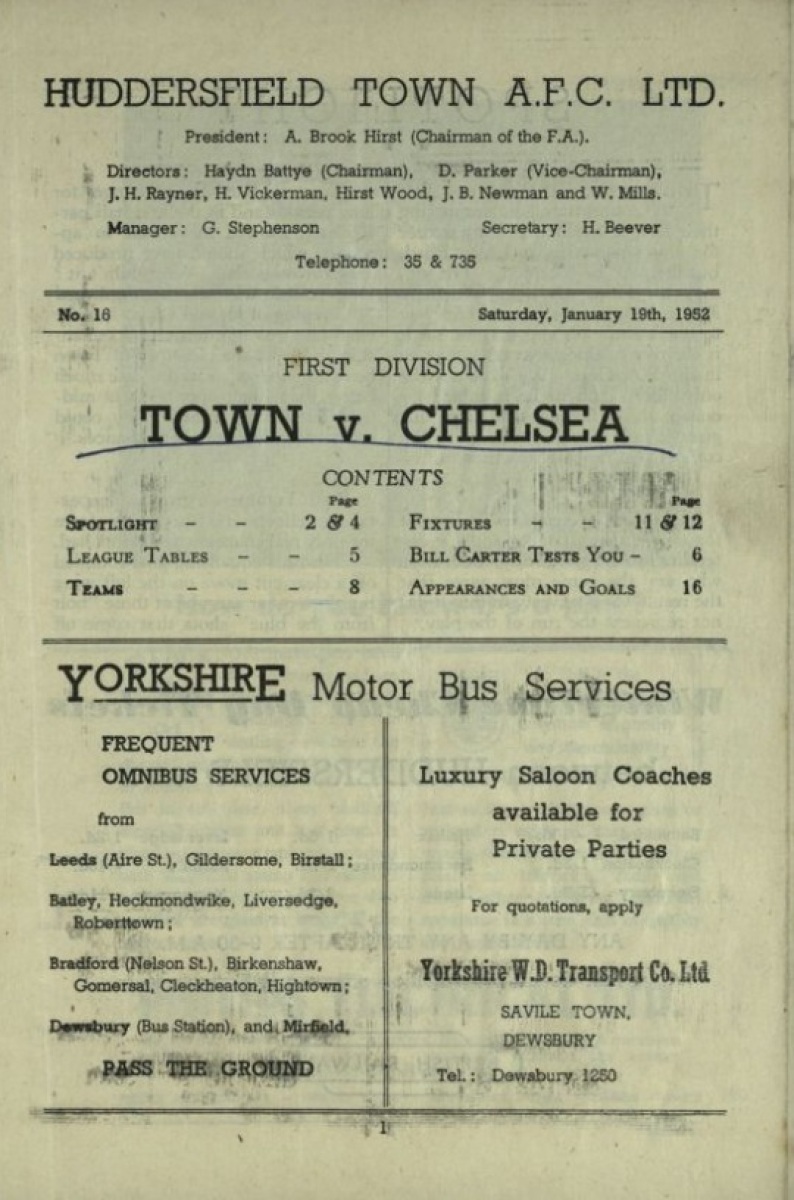 HUDDERSFIELD TOWN A.F.C. LTD.
President: A. Brook Hirst (Chairman of the F.A.).
Directors: Haydn Battye (Chairman), D. Parker (Vice-Chairman),
J. H. Rayner, H. Vickerman, Hirst Wood, J. B. Newman and W. Mills.
Manager: G. Stephenson Secretary: H. Beever
Telephone: 35 & 735
No. 16 Saturday, January 19th, 1952
FIRST DIVISION
TOWN v. CHELSEA
CONTENTS
Page Page
SPOTLIGHT - - 2 & 4 FIXTURES - - 11 & 12
LEAGUE TABLES - - 5 BILL CARTER TESTS YOU - 6
TEAMS - - - 8 APPEARANCES AND GOALS 16
YORKSHIRE Motor Bus Services
FREQUENT
OMNIBUS SERVICES
from
Leeds (Aire St.), Gildersome, Birstall;
Batley, Heckmondwike, Liversedge,
Roberttown;
Bradford (Nelson St.), Birkenshaw,
Gomersal, Cleckheaton, Hightown;
Dewsbury (Bus Station), and Mirfield,
PASS THE GROUND
Luxury Saloon Coaches
available for
Private Parties
For quotations, apply
Yorkshire W.D. Transport Co. Ltd
SAVILE TOWN,
DEWSBURY
Tel.: Dewsbury 1250
1